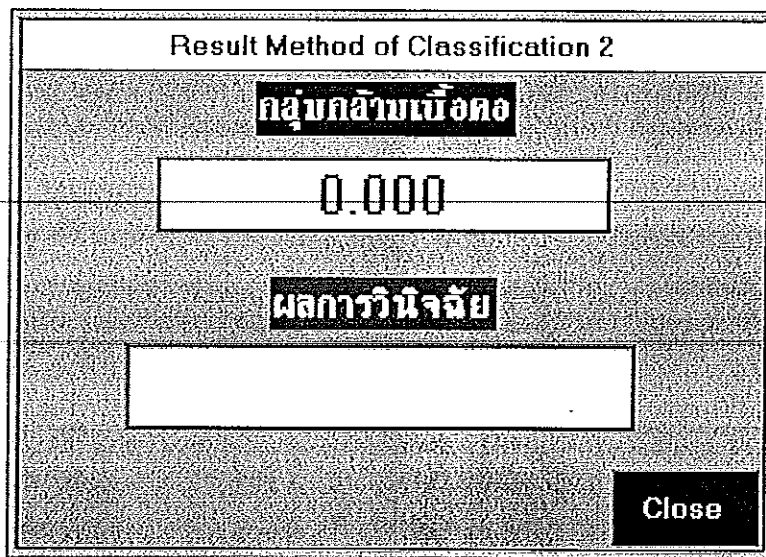 Result Method of Classification 2
กลุ่มกล้ามเนื้อคอ
0.000
ผลการวินิจฉัย
Close